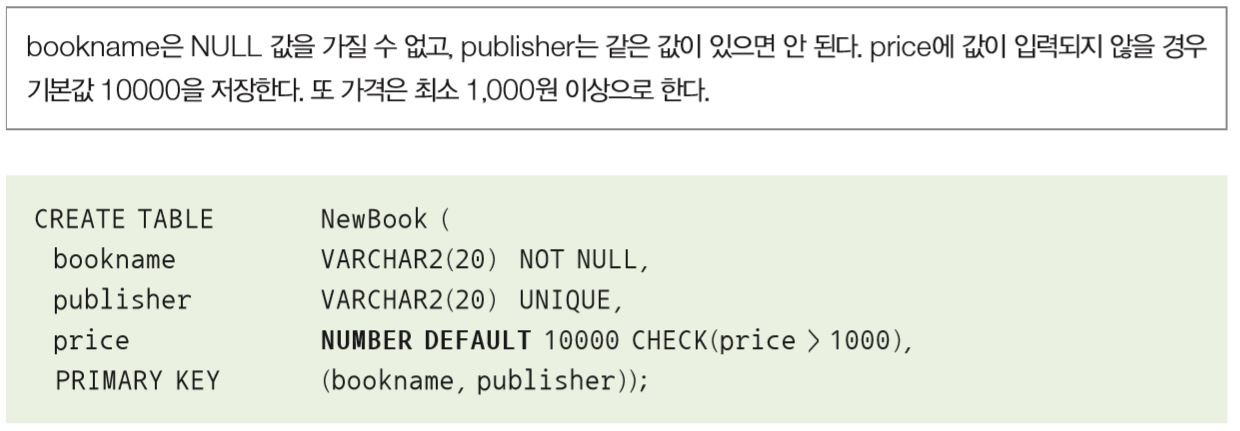 bookname은 NULL 값을 가질 수 없고, publisher는 같은 값이 있으면 안 된다. price에 값이 입력되지 않을 경우
기본값 10000을 저장한다. 또 가격은 최소 1,000원 이상으로 한다.
CREATE TABLE NewBook (
bookname VARCHAR2(20) NOT NULL,
publisher VARCHAR2(20) UNIQUE,
price NUMBER DEFAULT 10000 CHECK(price > 1000),
PRIMARY KEY (bookname, publisher));